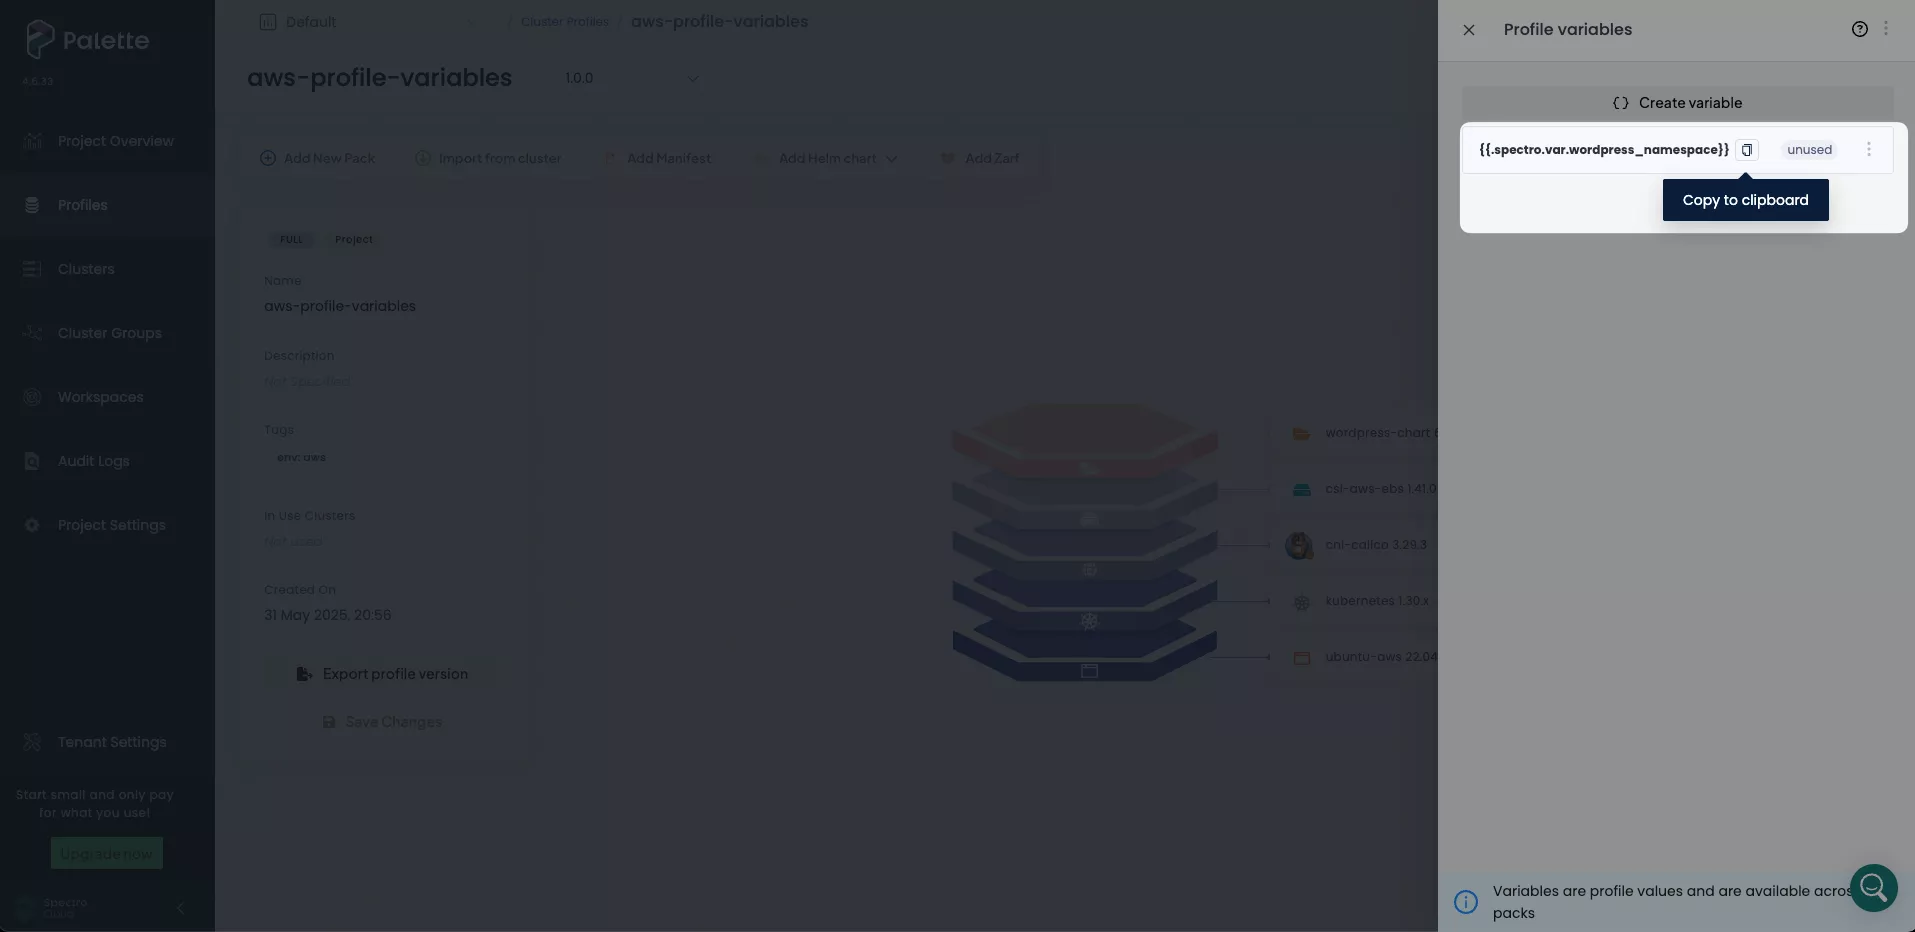 Palette
4.6.33
Project Overview
Profiles
Clusters
Cluster Groups
Workspaces
Audit Logs
Project Settings
Tenant Settings
Start small and only pay
for what you use!
Upgrade now
Spectro
Cloud
Default
/ Cluster Profiles / aws-profile-variables
aws-profile-variables
1.0.0
Add New Pack
Import from cluster
Add Manifest
Add Helm chart
Add Zarf
FULL
Project
Name
aws-profile-variables
Description
Not Specified
Tags
env: aws
In Use Clusters
Not used
Created On
31 May 2025, 20:56
Export profile version
Save Changes
wordpress-chart 6
csi-aws-ebs 1.41.0
cni-calico 3.29.3
kubernetes 1.30.x
ubuntu-aws 22.04
Profile variables
{} Create variable
{{.spectro.var.wordpress_namespace}}
unused
Copy to clipboard
Variables are profile values and are available acros
packs